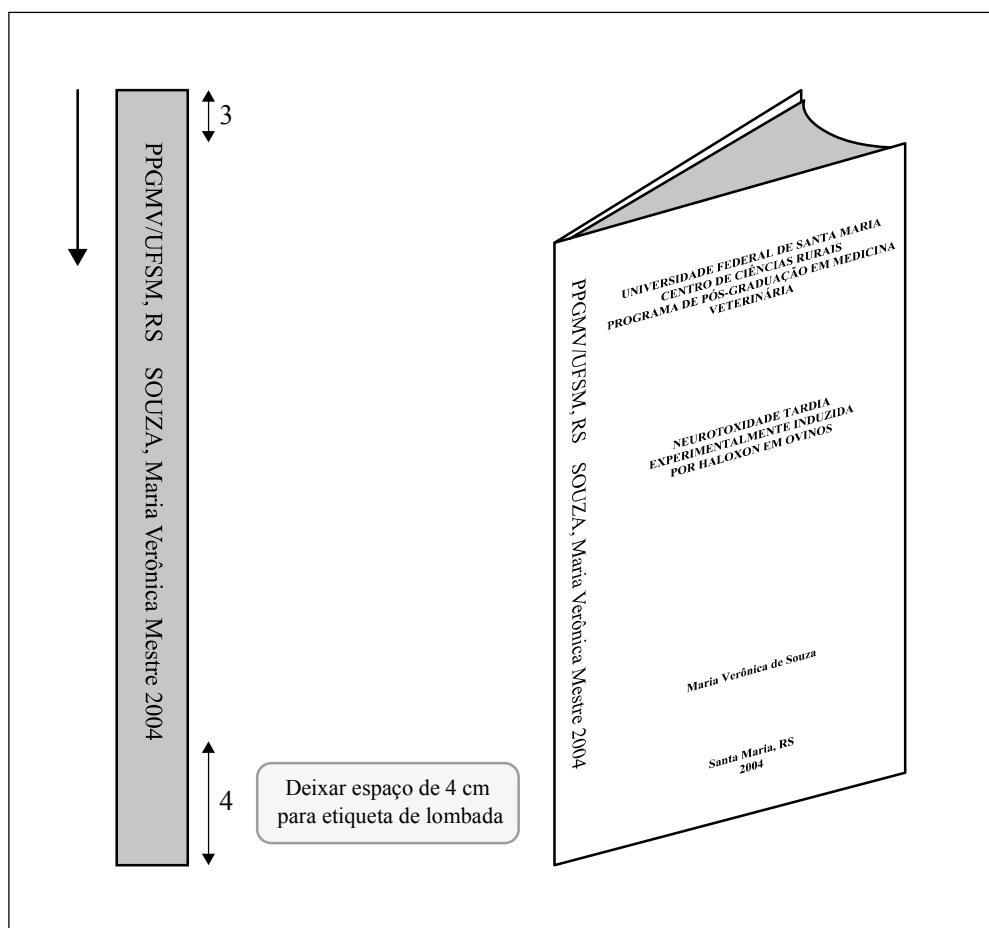 3
PPGMV/UFSM, RS SOUZA, Maria Verônica Mestre 2004
4
Deixar espaço de 4 cm
para etiqueta de lombada
PPGMV/UFSM, RS SOUZA, Maria Verônica Mestre 2004
UNIVERSIDADE FEDERAL DE SANTA MARIA
CENTRO DE CIÊNCIAS RURAIS
PROGRAMA DE PÓS-GRADUAÇÃO EM MEDICINA
VETERINÁRIA
NEUROTOXIDADE TARDIA
EXPERIMENTALMENTE INDUZIDA
POR HALOXON EM OVINOS
Maria Verônica de Souza
Santa Maria, RS
2004